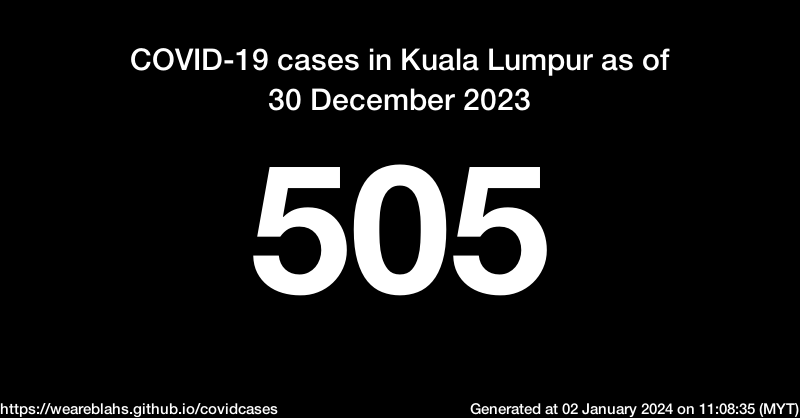 COVID-19 cases in Kuala Lumpur as of
30 December 2023
505
https://weareblahs.github.io/covidcases
Generated at 02 January 2024 on 11:08:35 (MYT)